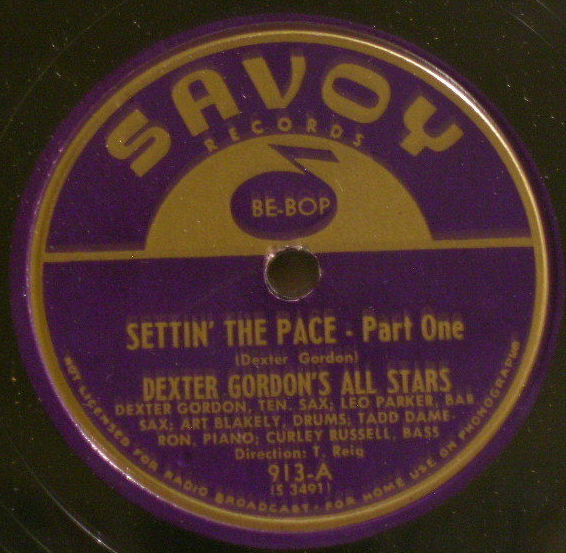 SAVOY
RECORDS
BE-BOP
SETTIN' THE PACE - Part One
(Dexter Gordon)
DEXTER GORDON'S ALL STARS
DEXTER GORDON, TEN. SAX; LEO PARKER, BAR
SAX; ART BLAKELY, DRUMS; TADD DAME-
RON, PIANO; CURLEY RUSSELL, BASS
Direction: T. Reig
913-A
(S 3491)
NOT LICENSED FOR RADIO BROADCAST · FOR HOME USE ON PHONOGRAPHS